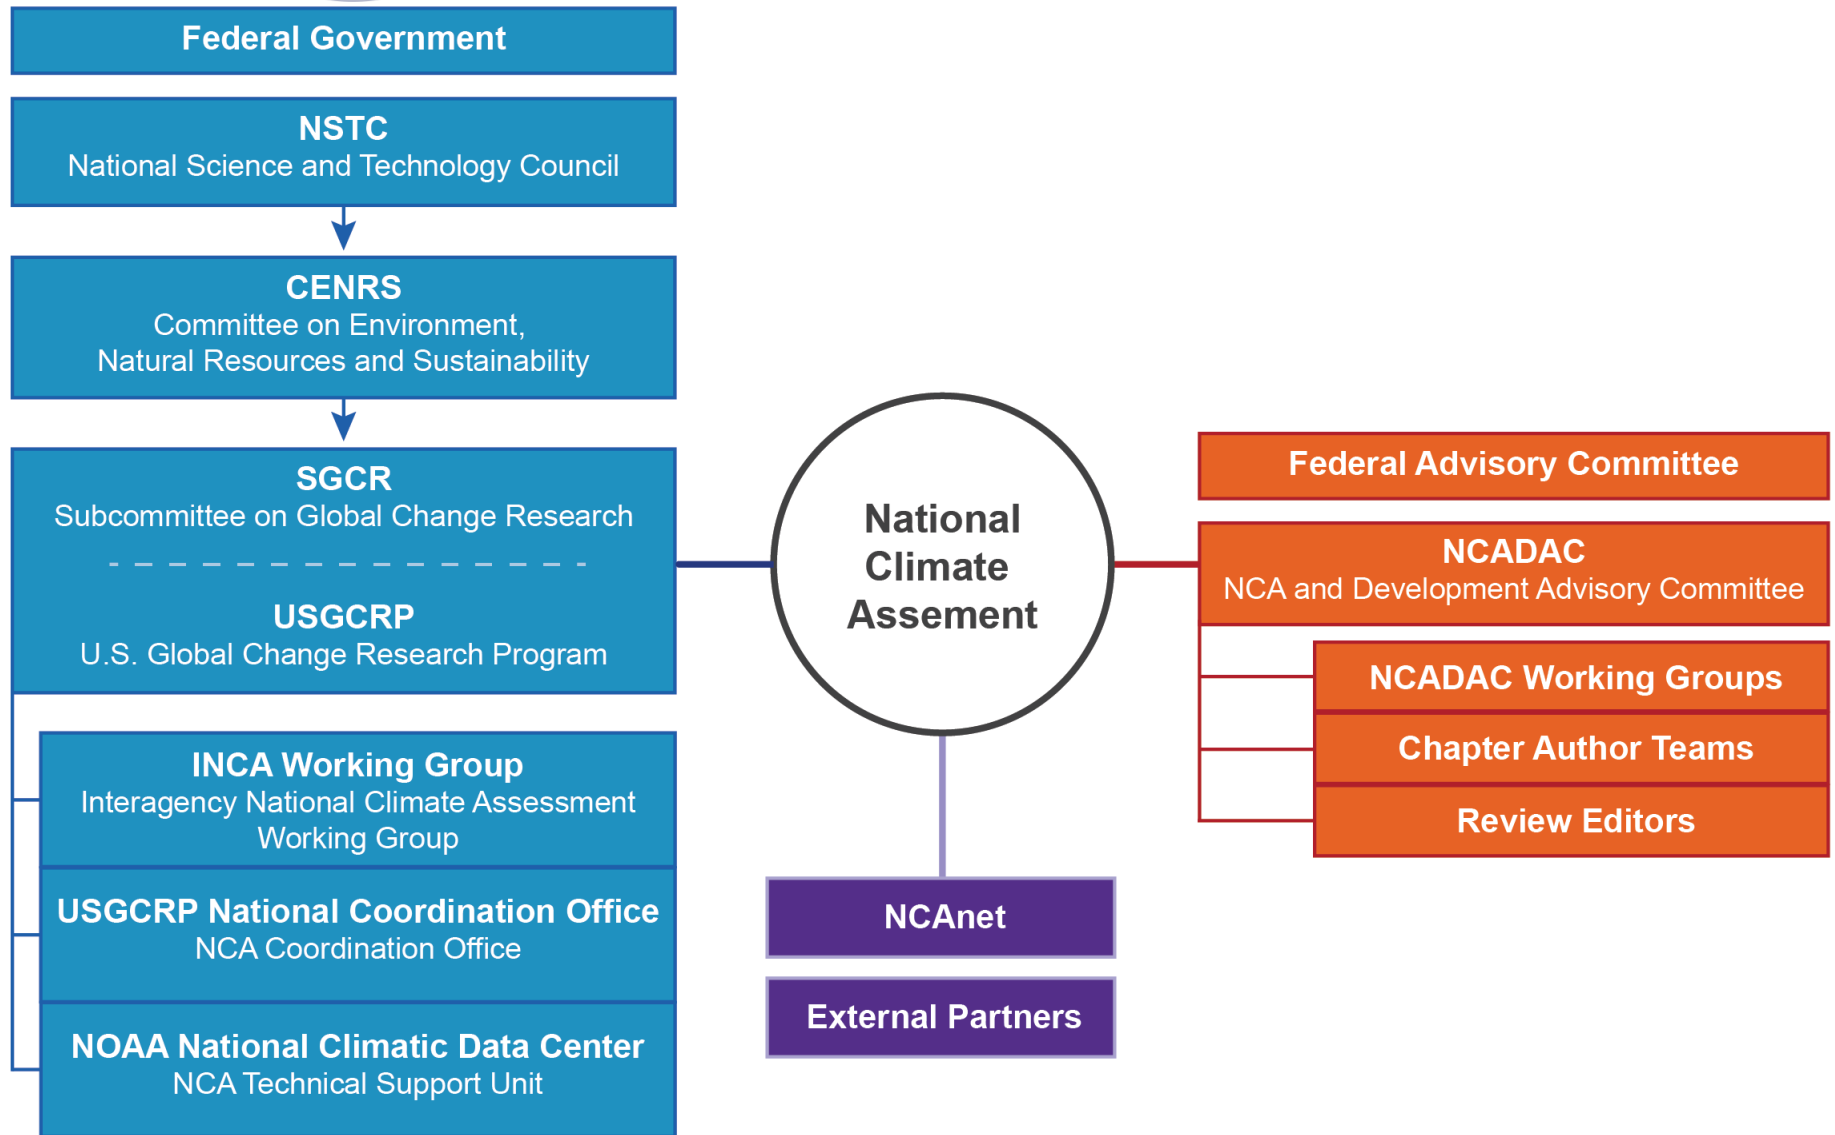 Federal Government
NSTC
National Science and Technology Council
CENRS
Committee on Environment,
Natural Resources and Sustainability
SGCR
Subcommittee on Global Change Research
USGCRP
U.S. Global Change Research Program
INCA Working Group
Interagency National Climate Assessment
Working Group
USGCRP National Coordination Office
NCA Coordination Office
NOAA National Climatic Data Center
NCA Technical Support Unit
National
Climate
Assement
NCAnet
External Partners
Federal Advisory Committee
NCADAC
NCA and Development Advisory Committee
NCADAC Working Groups
Chapter Author Teams
Review Editors